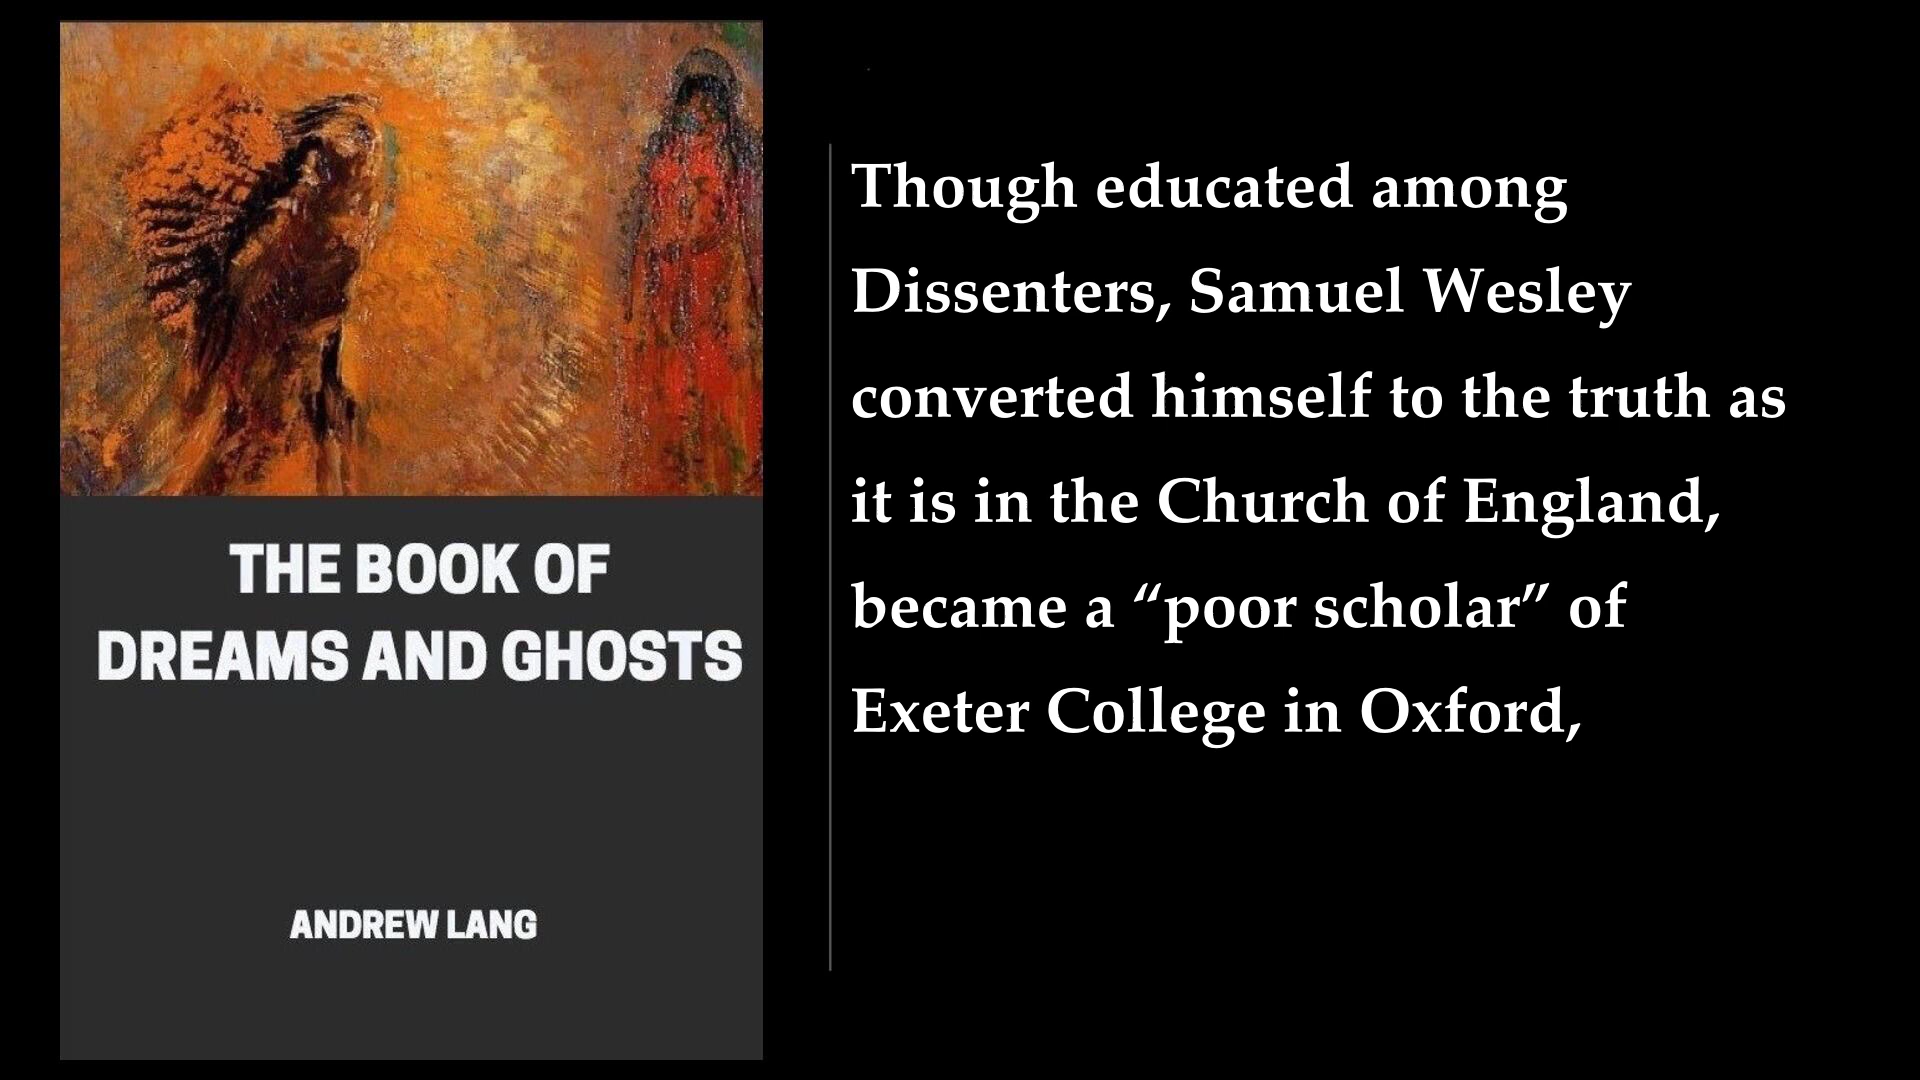 THE BOOK OF
DREAMS AND GHOSTS
ANDREW LANG
Though educated among
Dissenters, Samuel Wesley
converted himself to the truth as
it is in the Church of England,
became a “poor scholar” of
Exeter College in Oxford,